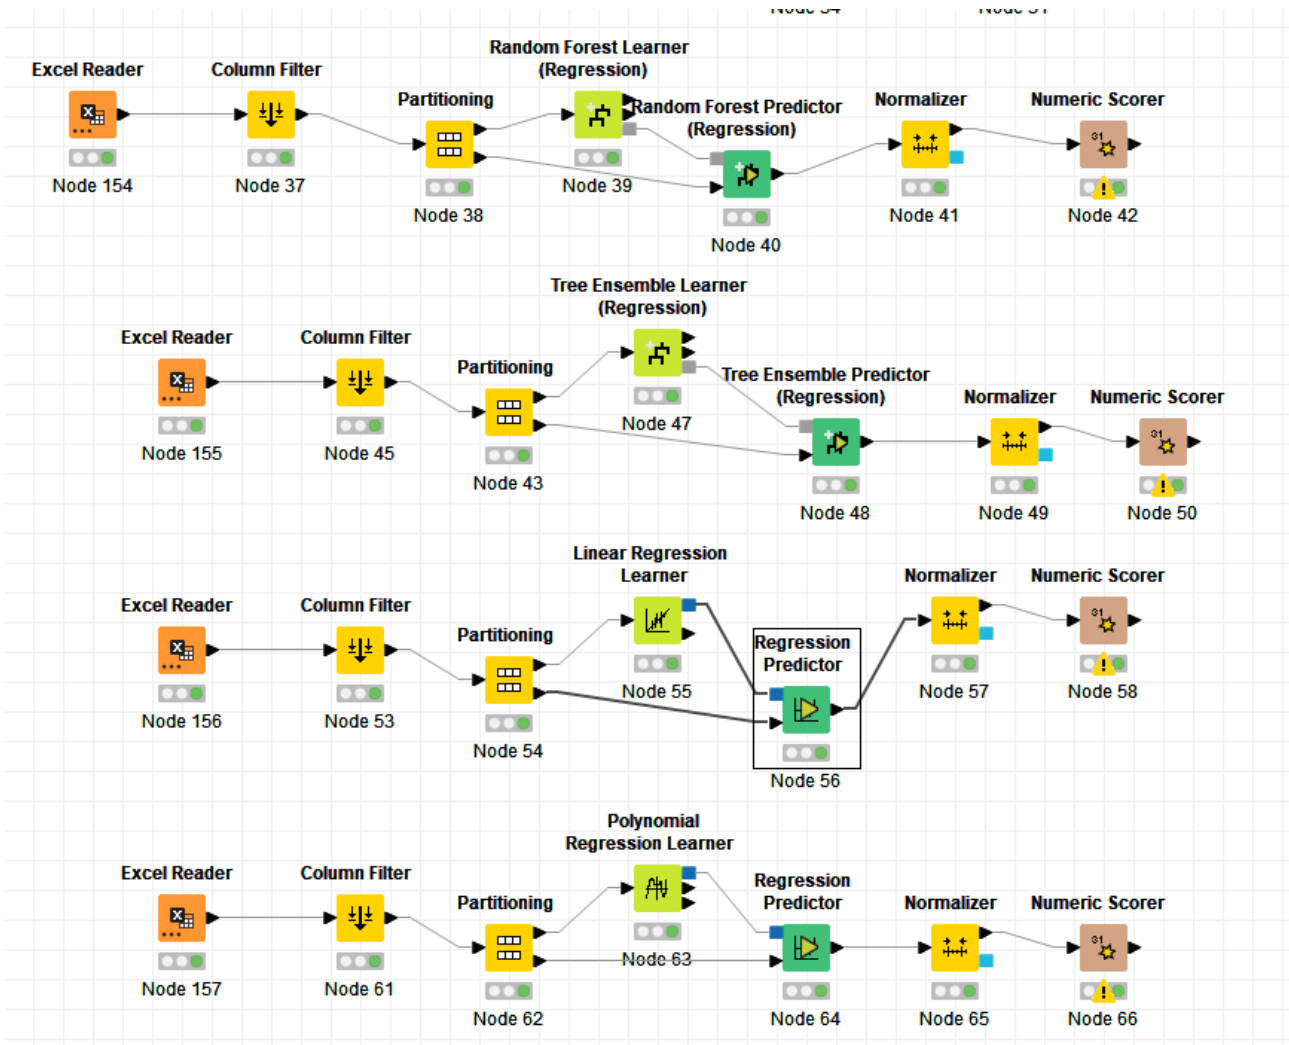 Random Forest Learner
(Regression)
Excel Reader
Column Filter
Partitioning
Random Forest Predictor
(Regression)
Normalizer
Numeric Scorer
Node 154
Node 37
Node 38
Node 39
Node 40
Node 41
Node 42
Tree Ensemble Learner
(Regression)
Excel Reader
Column Filter
Partitioning
Tree Ensemble Predictor
(Regression)
Normalizer
Numeric Scorer
Node 155
Node 45
Node 43
Node 47
Node 48
Node 49
Node 50
Linear Regression
Learner
Excel Reader
Column Filter
Partitioning
Regression
Predictor
Normalizer
Numeric Scorer
Node 156
Node 53
Node 54
Node 55
Node 56
Node 57
Node 58
Polynomial
Regression Learner
Excel Reader
Column Filter
Partitioning
Regression
Predictor
Normalizer
Numeric Scorer
Node 157
Node 61
Node 62
Node 63
Node 64
Node 65
Node 66